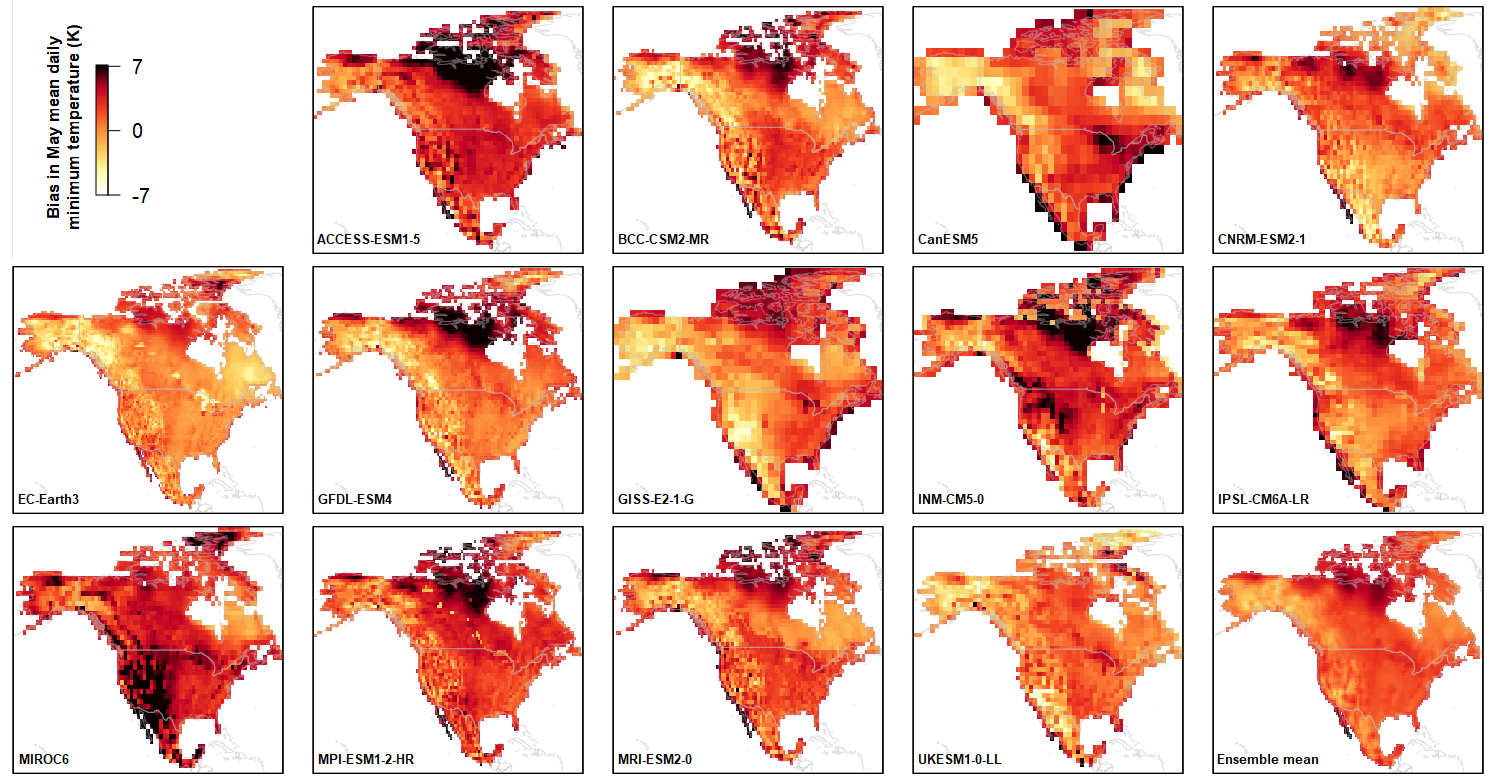 Bias in May mean daily
minimum temperature (K)
7
0
-7
ACCESS-ESM1-5
BCC-CSM2-MR
CanESM5
CNRM-ESM2-1
EC-Earth3
GFDL-ESM4
GISS-E2-1-G
INM-CM5-0
IPSL-CM6A-LR
MIROC6
MPI-ESM1-2-HR
MRI-ESM2-0
UKESM1-0-LL
Ensemble mean